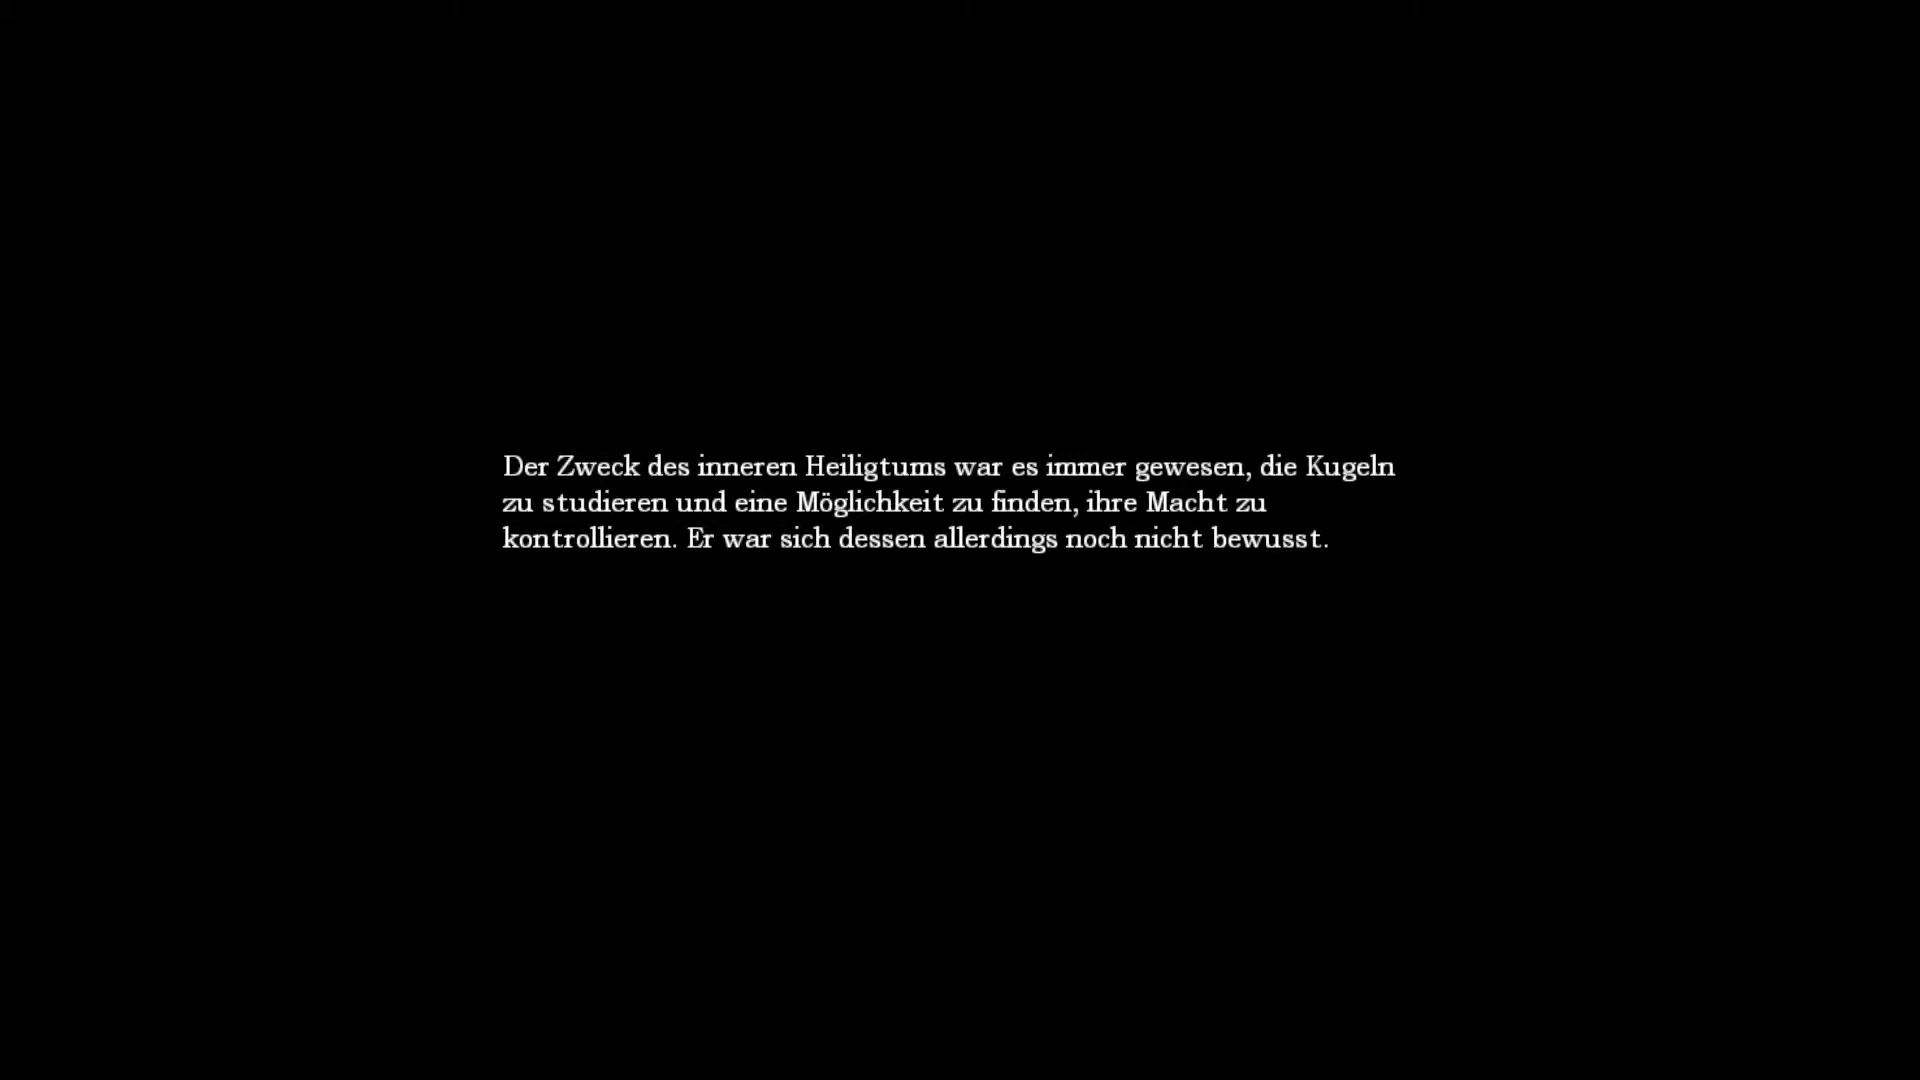 Der Zweck des inneren Heiligtums war es immer gewesen, die Kugeln
zu studieren und eine Möglichkeit zu finden, ihre Macht zu
kontrollieren. Er war sich dessen allerdings noch nicht bewusst.